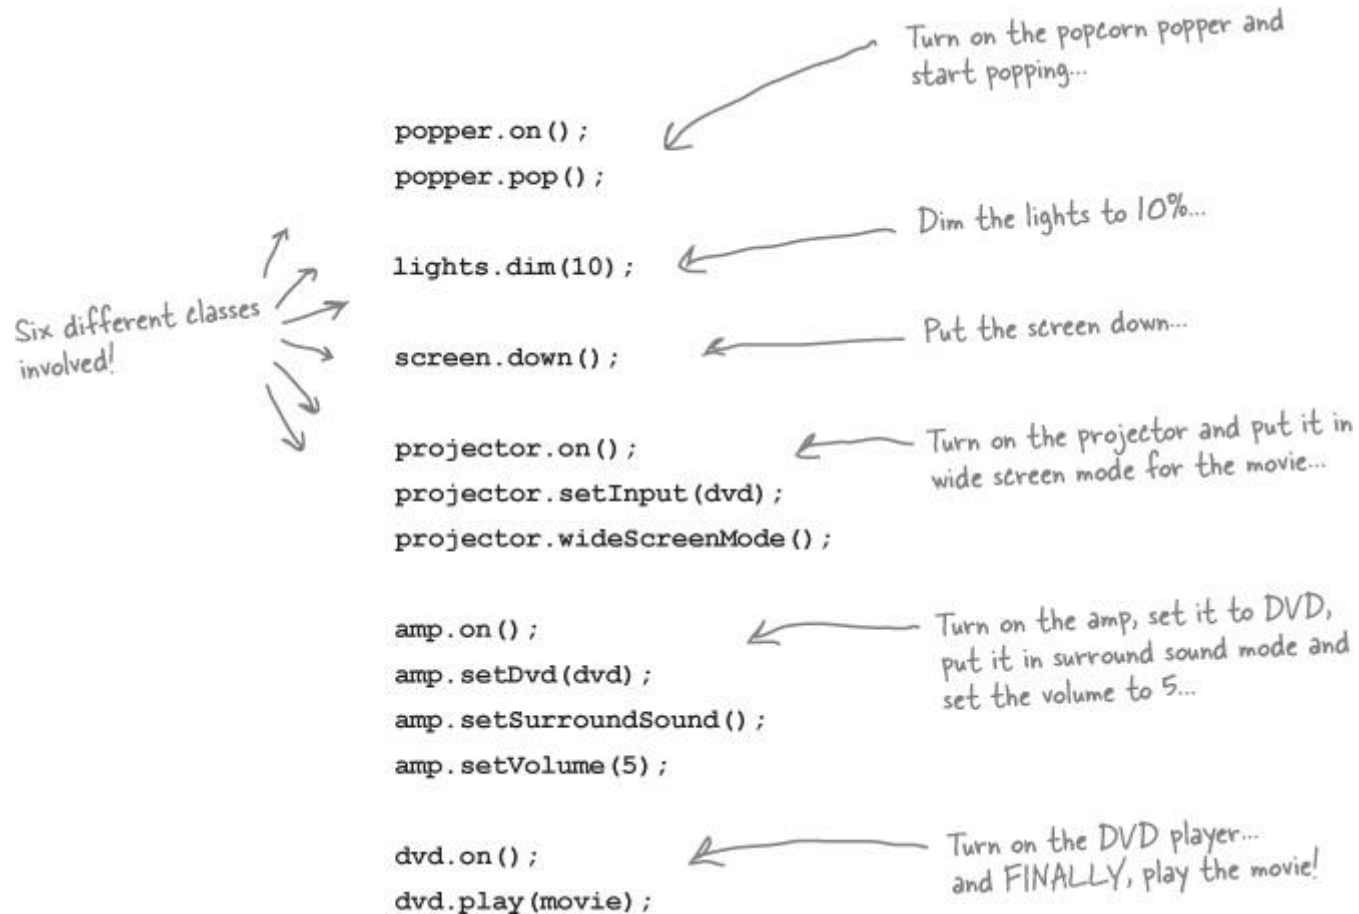 Turn on the popcorn popper and
start popping...
popper.on();
popper.pop();
Dim the lights to 10%...
lights.dim(10);
Six different classes
involved!
Put the screen down...
screen.down();
Turn on the projector and put it in
wide screen mode for the movie...
projector.on();
projector.setInput(dvd);
projector.wideScreenMode();
Turn on the amp, set it to DVD,
put it in surround sound mode and
set the volume to 5...
amp.on();
amp.setDvd(dvd);
amp.setSurroundSound();
amp.setVolume(5);
Turn on the DVD player...
and FINALLY, play the movie!
dvd.on();
dvd.play(movie);